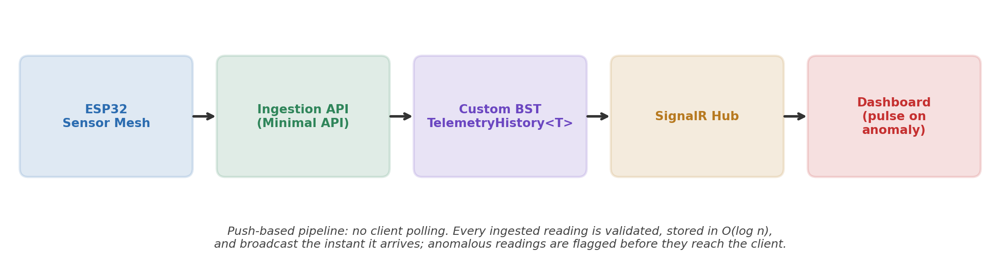 ESP32
Sensor Mesh
Ingestion API
(Minimal API)
Custom BST
TelemetryHistory<T>
SignalR Hub
Dashboard
(pulse on
anomaly)
Push-based pipeline: no client polling. Every ingested reading is validated, stored in O(log n),
and broadcast the instant it arrives; anomalous readings are flagged before they reach the client.